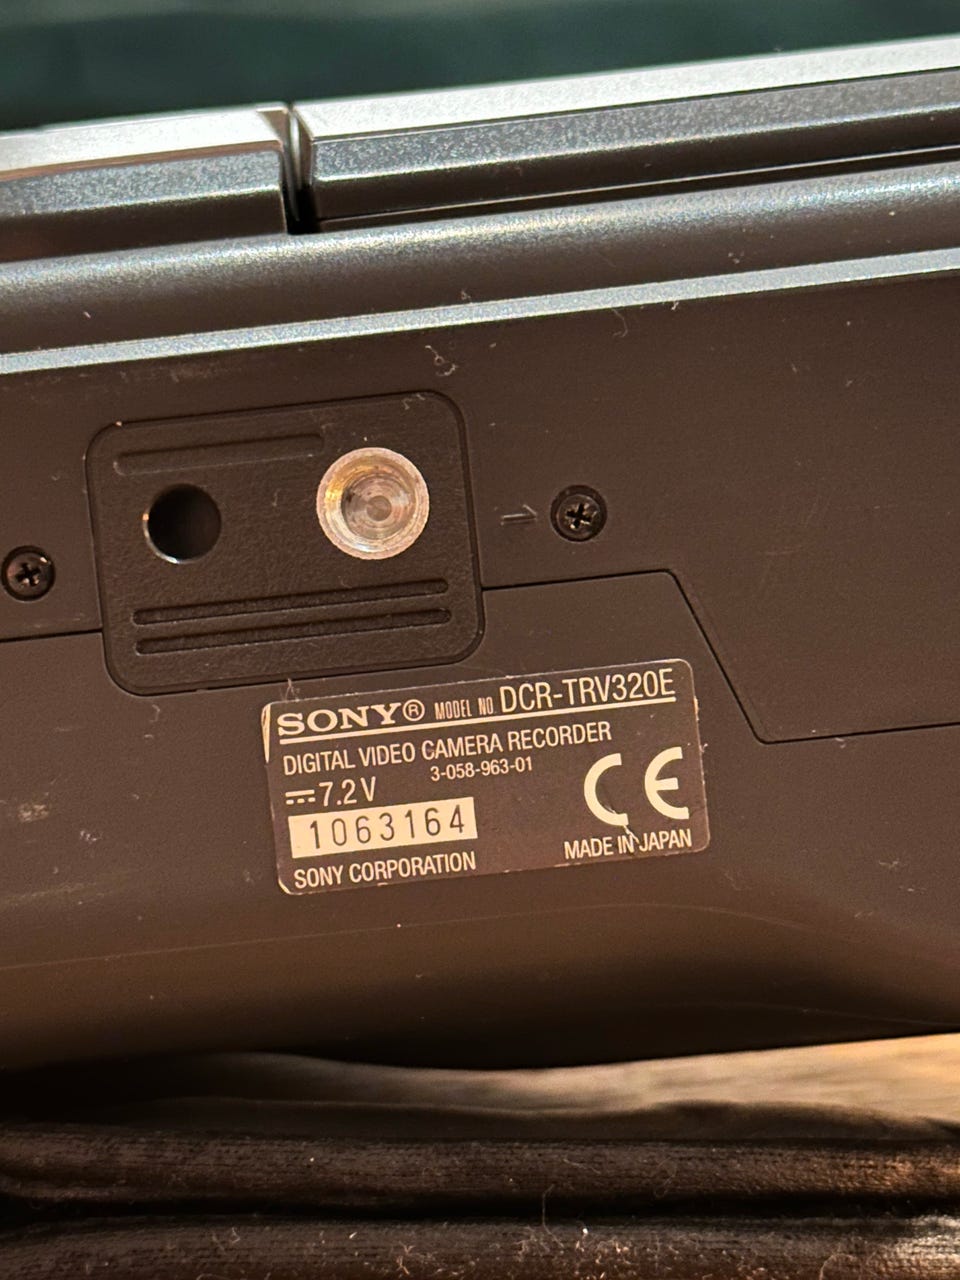 SONY® MODEL NO. DCR-TRV320E
DIGITAL VIDEO CAMERA RECORDER
3-058-963-01
⎓7.2V
CE
1063164
SONY CORPORATION
MADE IN JAPAN